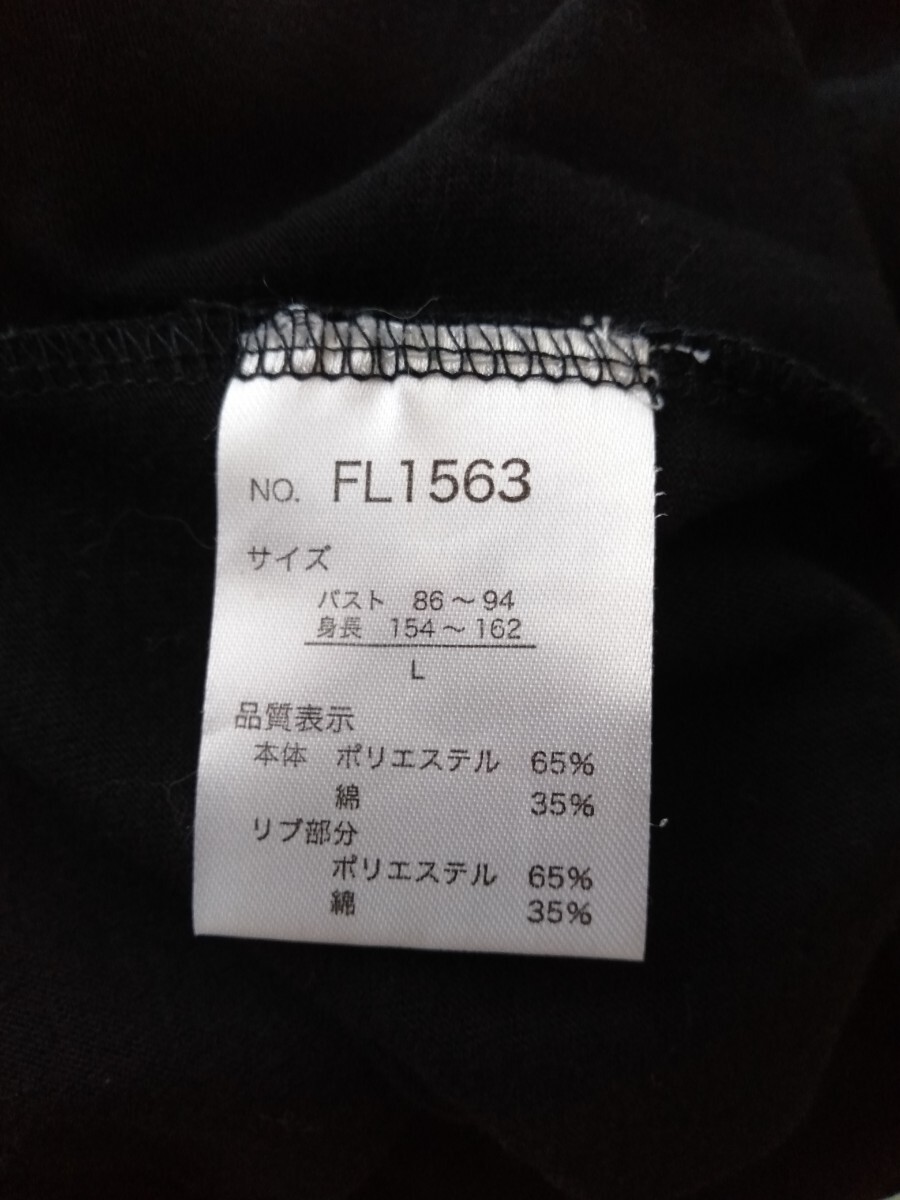 NO. FL1563
サイズ
バスト 86～94
身長 154～162
L
品質表示
本体 ポリエステル 65%
綿 35%
リブ部分
ポリエステル 65%
綿 35%